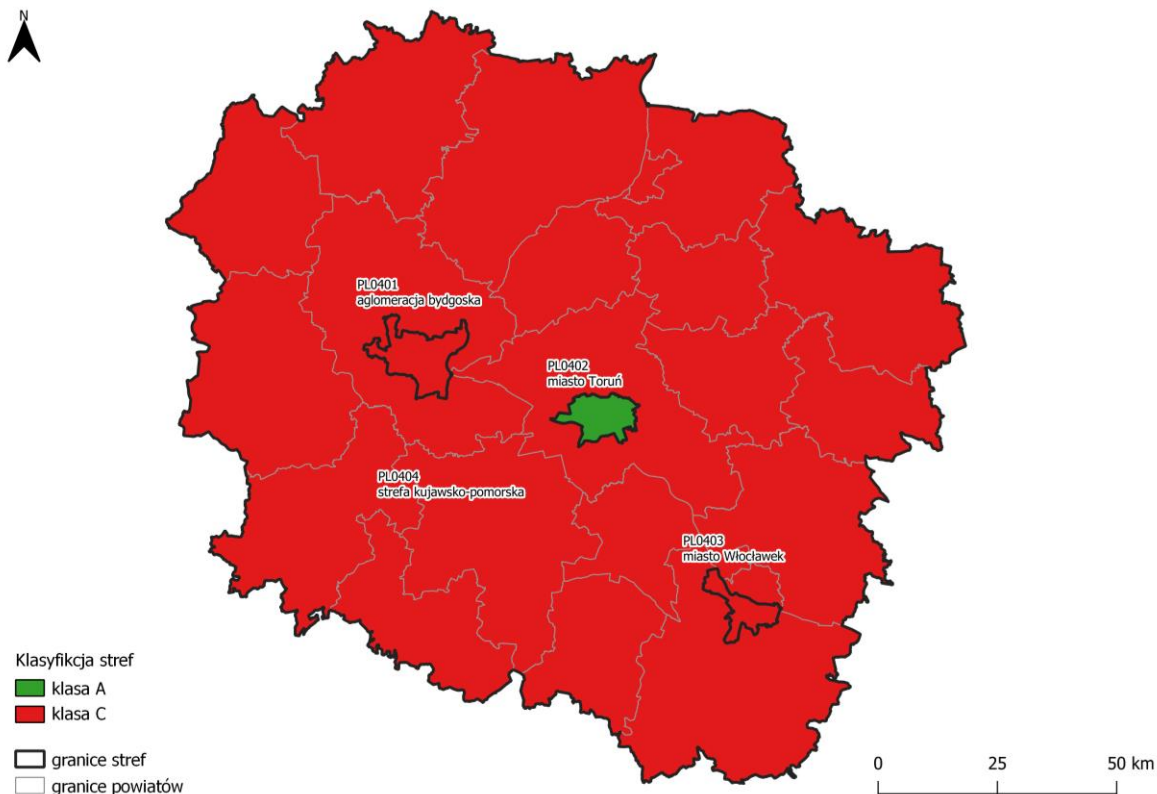 N
PL0401
aglomeracja bydgoska
PL0402
miasto Toruń
PL0404
strefa kujawsko-pomorska
PL0403
miasto Włocławek
Klasyfikcja stref
klasa A
klasa C
granice stref
granice powiatów
0 25 50 km